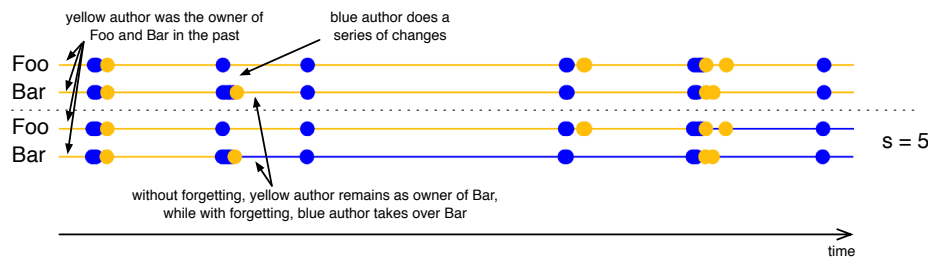 yellow author was the owner of
Foo and Bar in the past
blue author does a
series of changes
Foo
Bar
Foo
Bar
s = 5
without forgetting, yellow author remains as owner of Bar,
while with forgetting, blue author takes over Bar
time